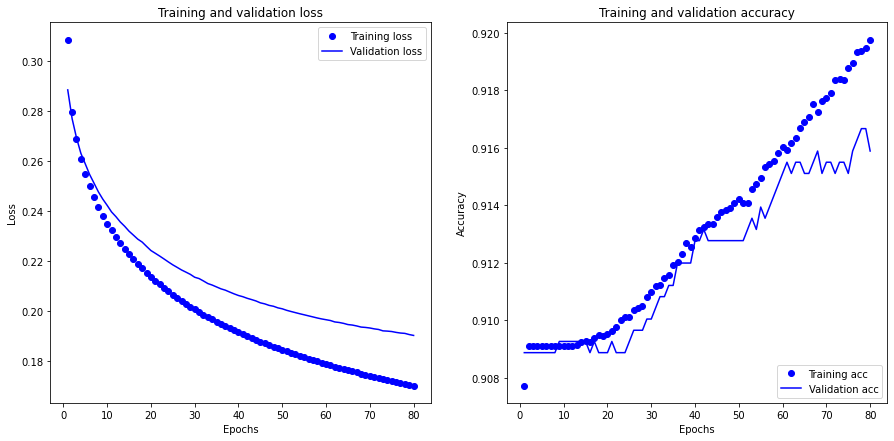 Training and validation loss
Training loss
Validation loss
0.30
0.28
0.26
0.24
0.22
0.20
0.18
Loss
0 10 20 30 40 50 60 70 80
Epochs
Training and validation accuracy
0.920
0.918
0.916
0.914
0.912
0.910
0.908
Accuracy
Training acc
Validation acc
0 10 20 30 40 50 60 70 80
Epochs